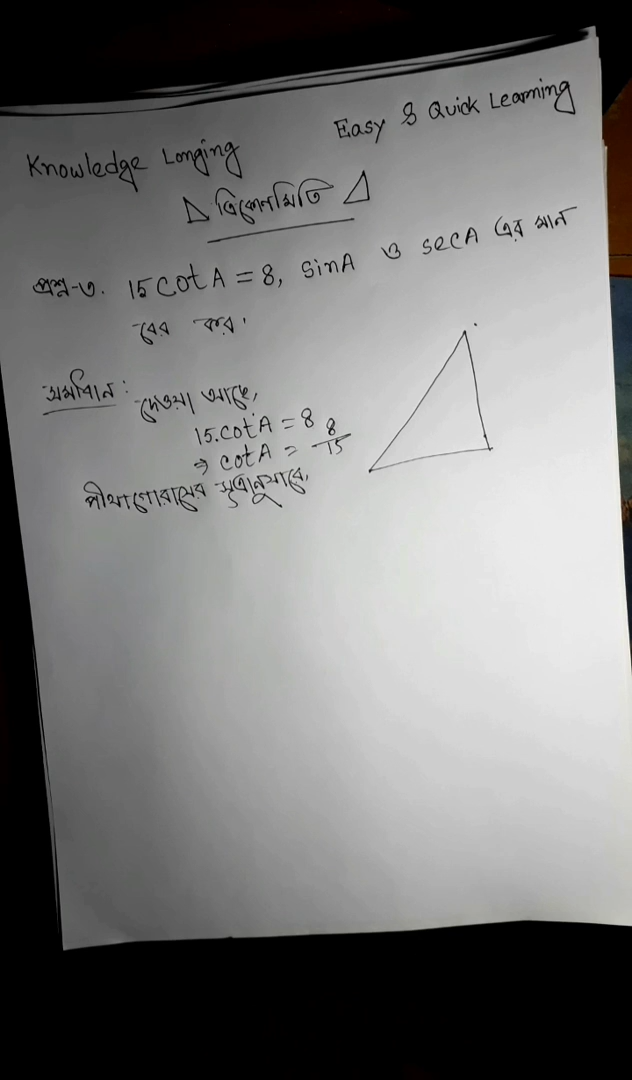 Knowledge Longing
Easy & Quick Learning
ত্রিকোনমিতি
প্রশ্ন-৩. 15 cot A = 8, sinA ও secA এর মান
বের কর।
সমাধান:
দেওয়া আছে,
15.cotA = 8
⇒ cotA = 8/15
পীথাগোরাসের সূত্রানুসারে,